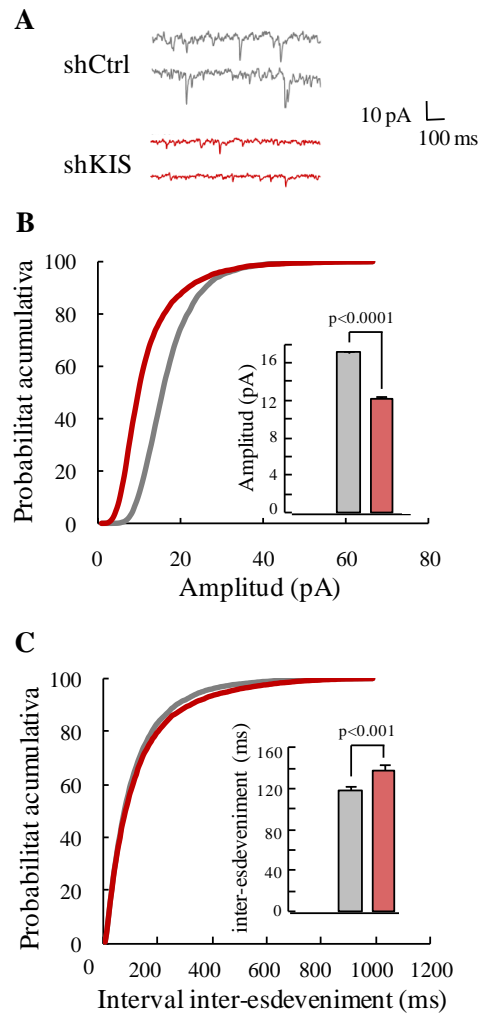 A
shCtrl
shKIS
10 pA
100 ms
B
Probabilitat acumulativa
100
80
60
40
20
0
0
20
40
60
80
Amplitud (pA)
Amplitud (pA)
16
12
8
4
0
p<0.0001
C
Probabilitat acumulativa
100
80
60
40
20
0
0
200
400
600
800
1000
1200
Interval inter-esdeveniment (ms)
inter-esdeveniment (ms)
160
120
80
40
0
p<0.001